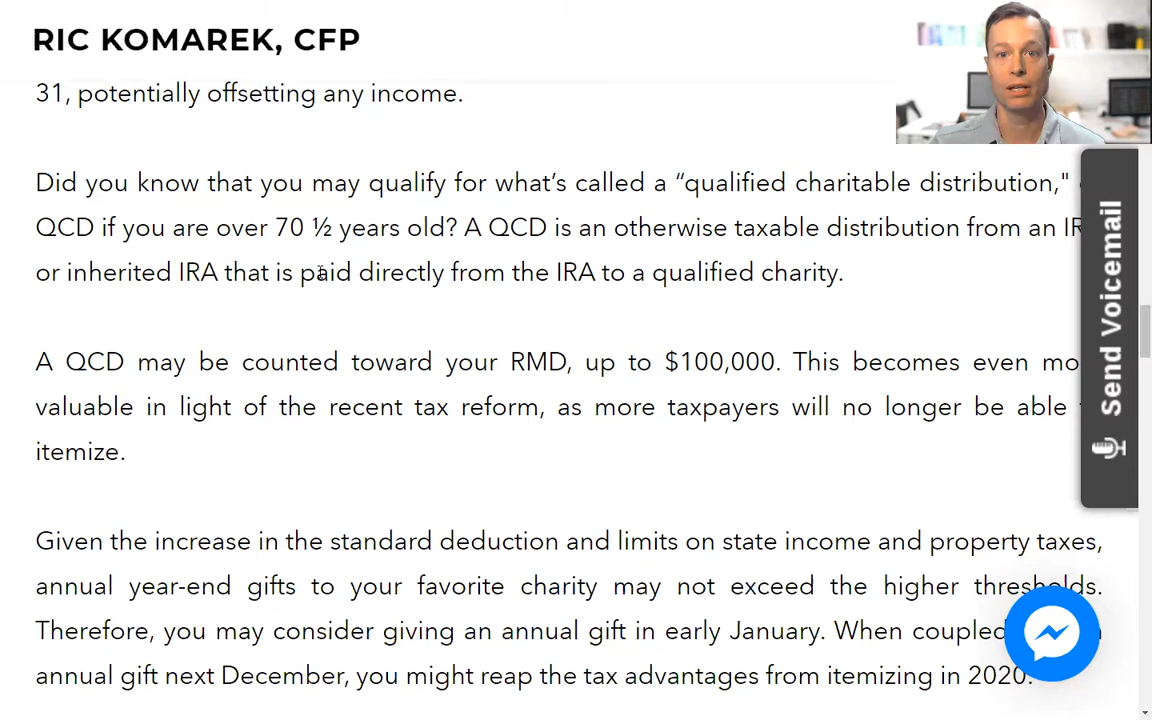 RIC KOMAREK, CFP
31, potentially offsetting any income.
Did you know that you may qualify for what's called a “qualified charitable distribution,"
QCD if you are over 70 ½ years old? A QCD is an otherwise taxable distribution from an
or inherited IRA that is paid directly from the IRA to a qualified charity.
A QCD may be counted toward your RMD, up to $100,000. This becomes even
valuable in light of the recent tax reform, as more taxpayers will no longer be able
itemize.
Given the increase in the standard deduction and limits on state income and property taxes,
annual year-end gifts to your favorite charity may not exceed the higher thresholds.
Therefore, you may consider giving an annual gift in early January. When coupled
annual gift next December, you might reap the tax advantages from itemizing in 2020.
Send Voicemail